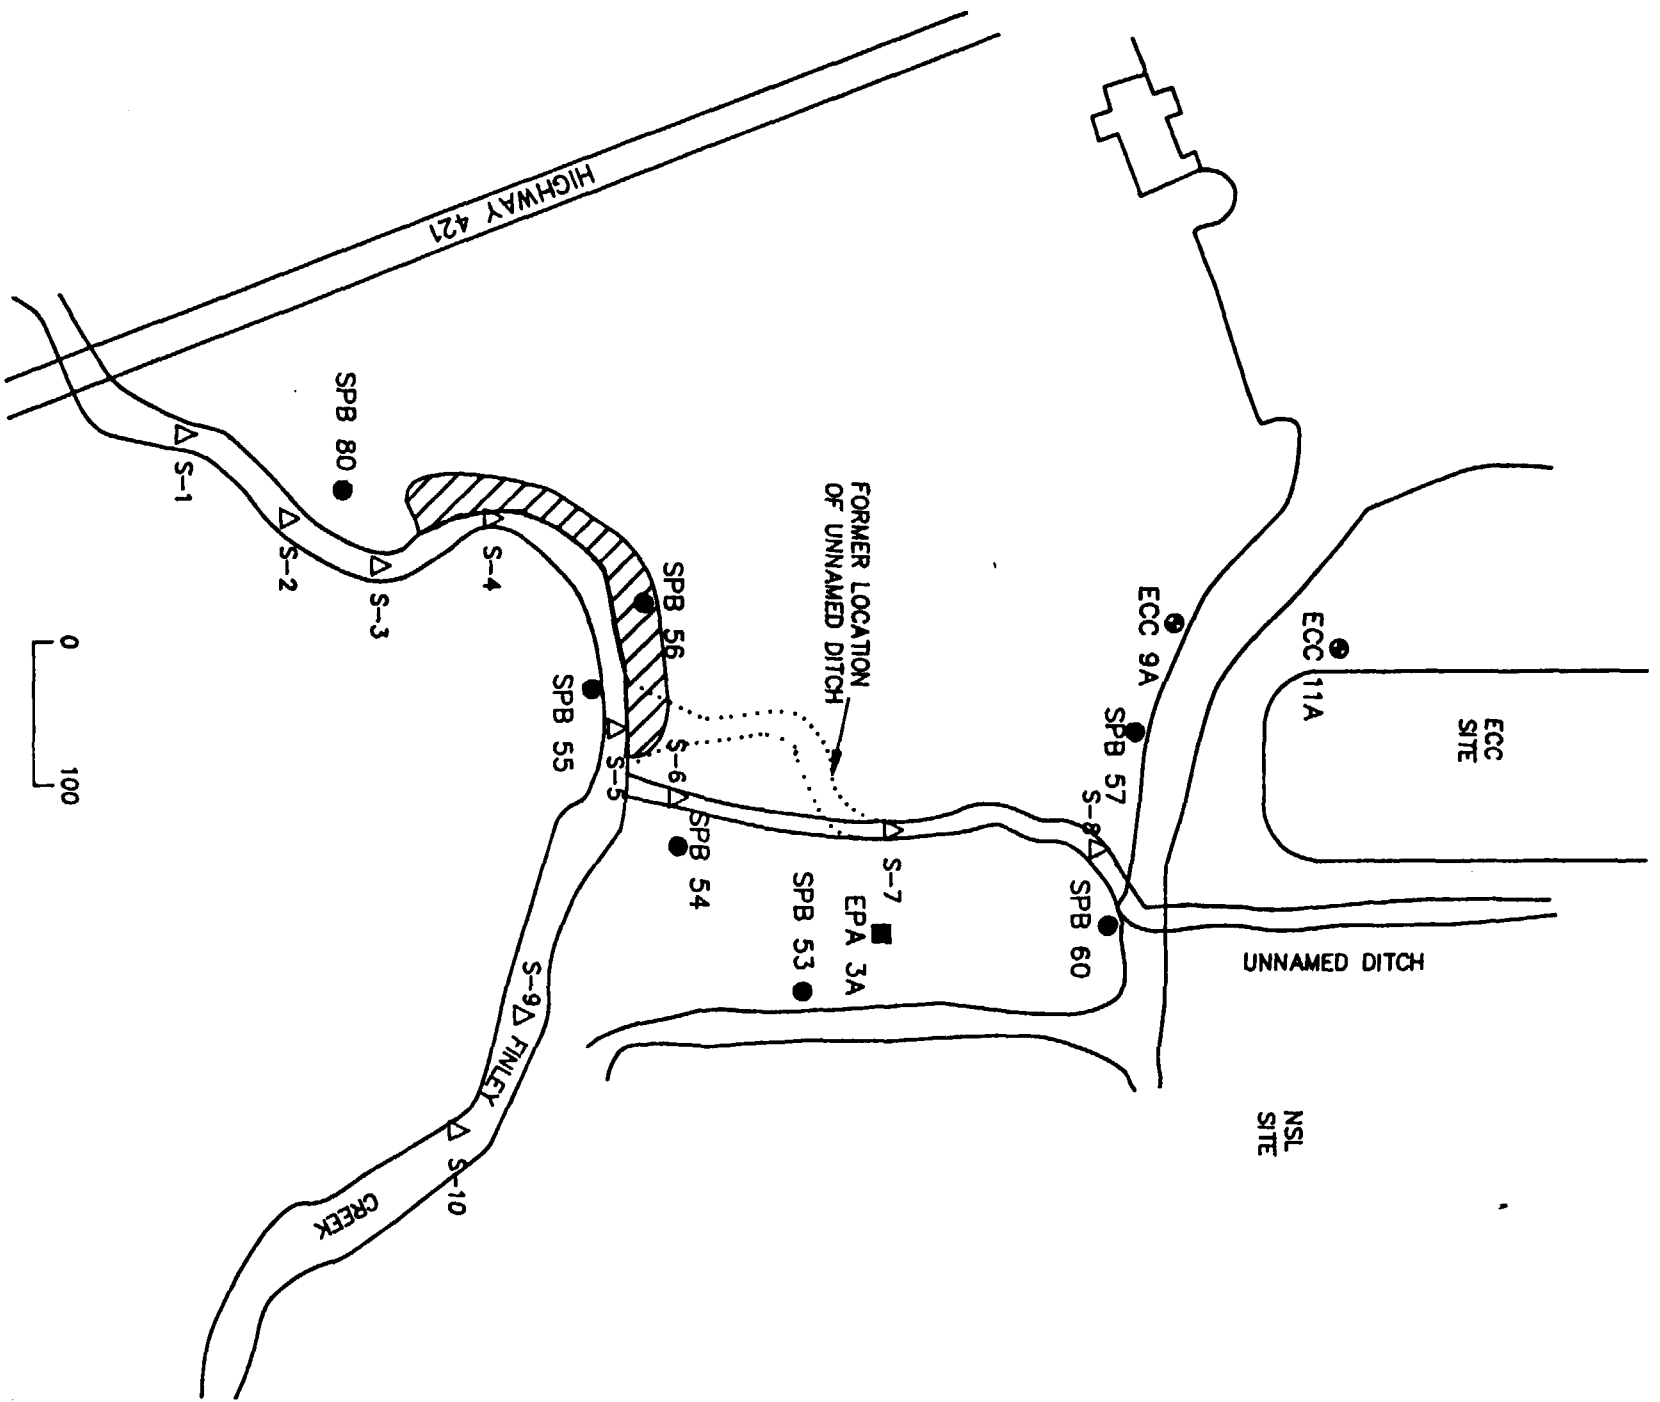 HIGHWAY 421
SPB 80
S-1
S-2
S-3
S-4
SPB 56
SPB 55
S-5
S-6
SPB 54
FORMER LOCATION
OF UNNAMED DITCH
S-7
EPA 3A
SPB 53
ECC 9A
SPB 57
S-8
SPB 60
ECC 11A
ECC
SITE
UNNAMED DITCH
NSL
SITE
S-9
FINLEY
CREEK
S-10
0
100